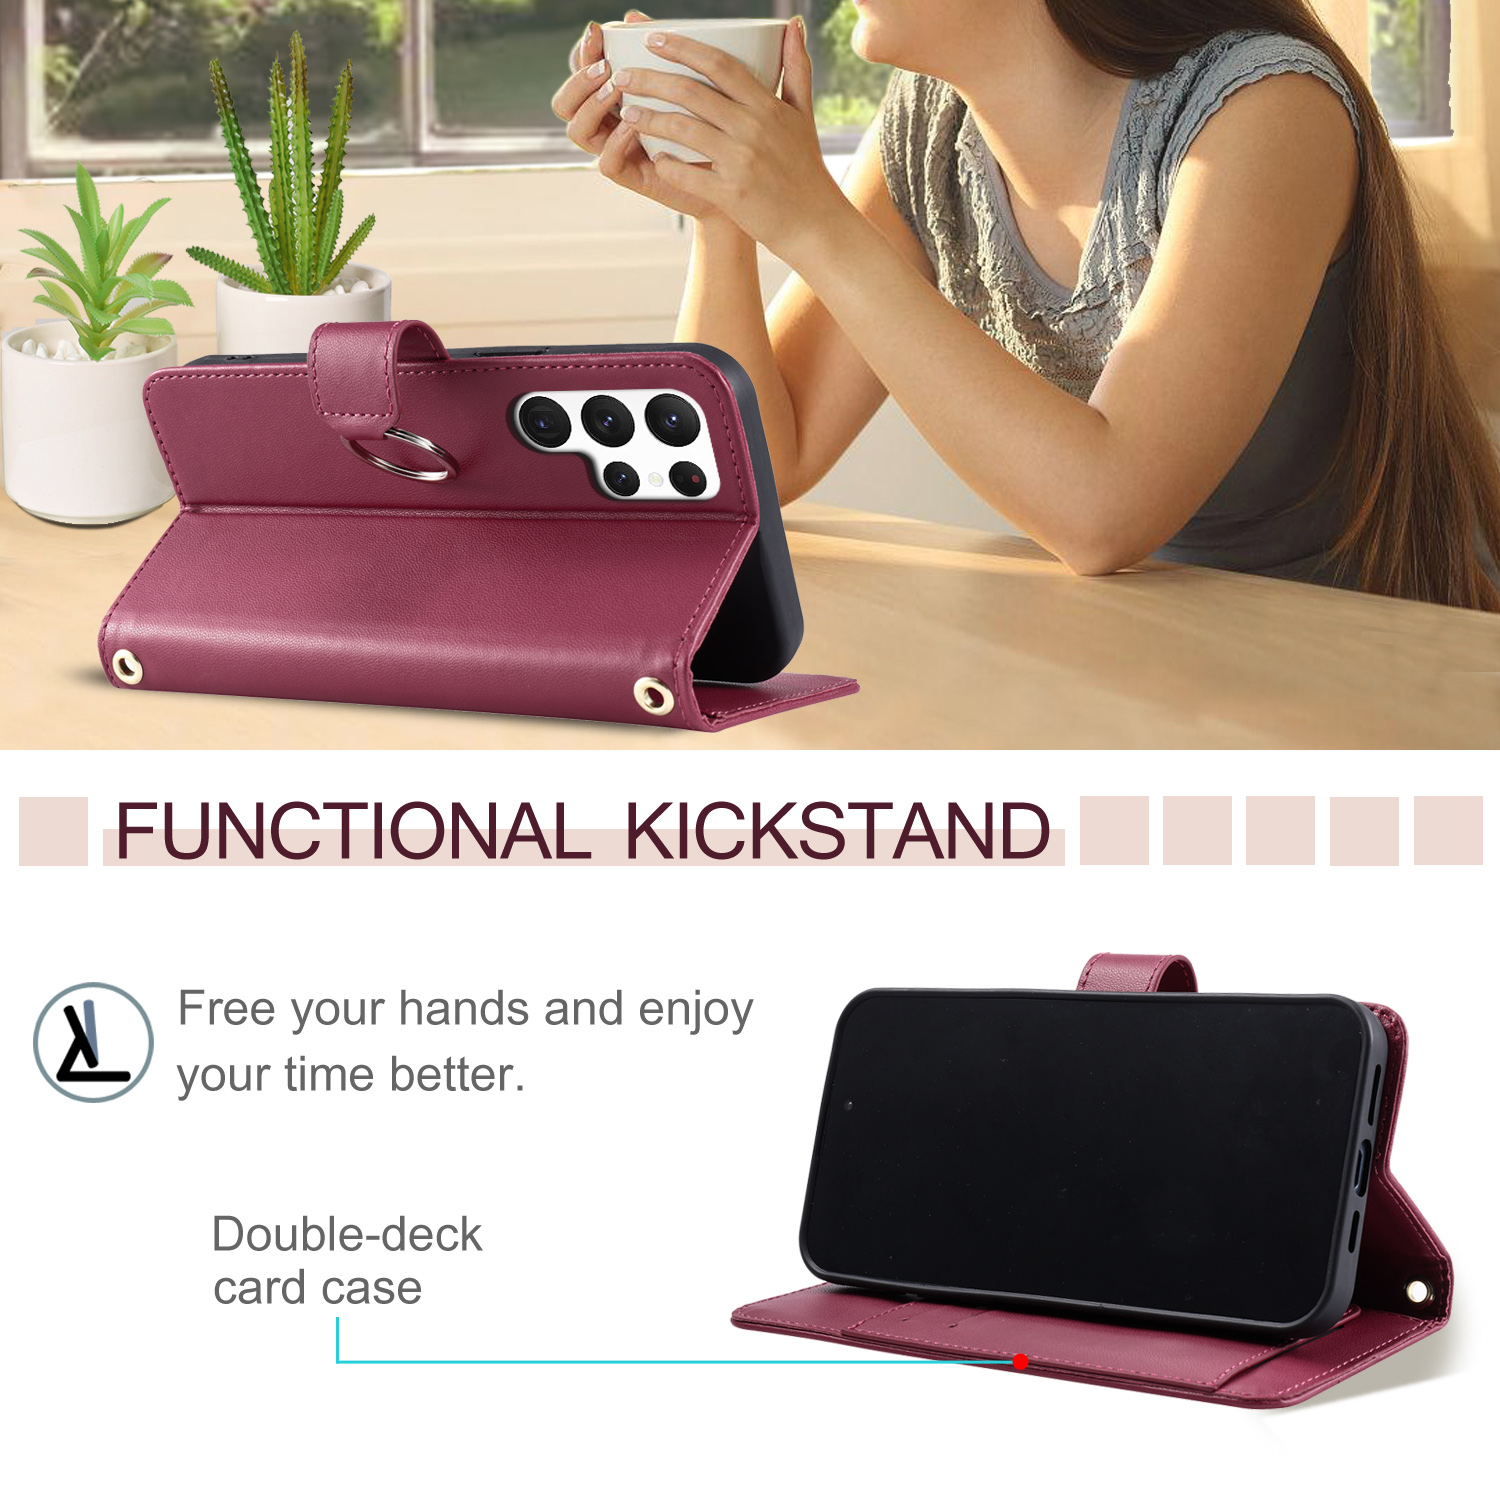 FUNCTIONAL KICKSTAND
Free your hands and enjoy
your time better.
Double-deck
card case